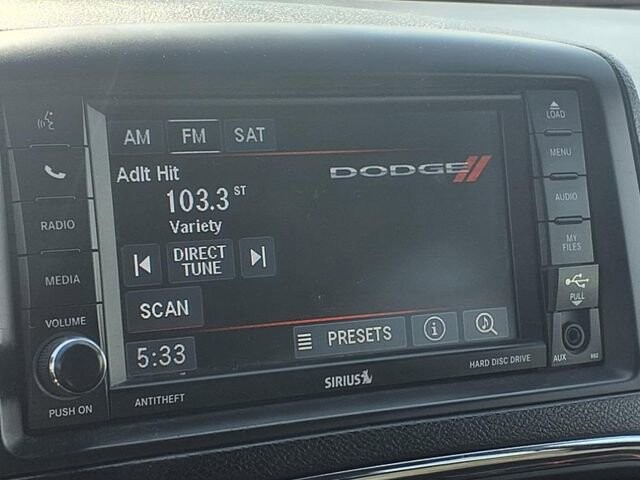 LOAD
AM FM SAT
DODGE
MENU
Adlt Hit
103.3 ST
Variety
RADIO
AUDIO
DIRECT
TUNE
MY
FILES
MEDIA
SCAN
PULL
VOLUME
PRESETS
5:33
AUX
HARD DISC DRIVE
SIRIUS
PUSH ON
ANTITHEFT